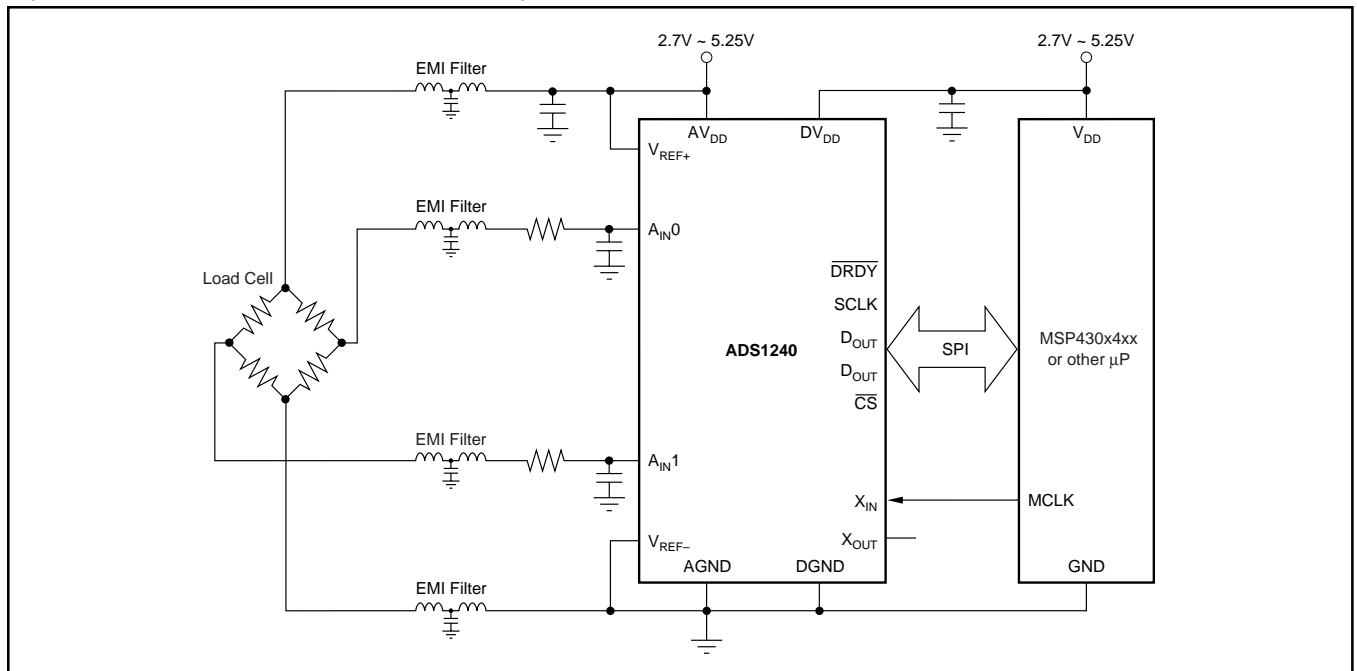 2.7V ~ 5.25V
2.7V ~ 5.25V
EMI Filter
AVDD
DVDD
VDD
VREF+
EMI Filter
AIN0
Load Cell
DRDY
SCLK
DOUT
DOUT
CS
ADS1240
SPI
MSP430x4xx
or other µP
EMI Filter
AIN1
XIN
MCLK
VREF–
XOUT
AGND
DGND
GND
EMI Filter